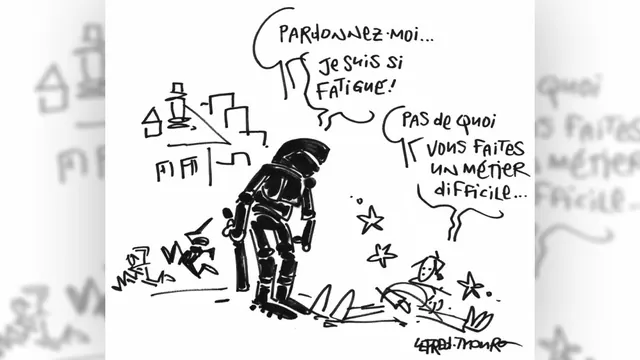 PARDONNEZ-MOI...
JE SUIS SI
FATIGUÉ!
PAS DE QUOI
VOUS FAITES
UN MÉTIER
DIFFICILE...